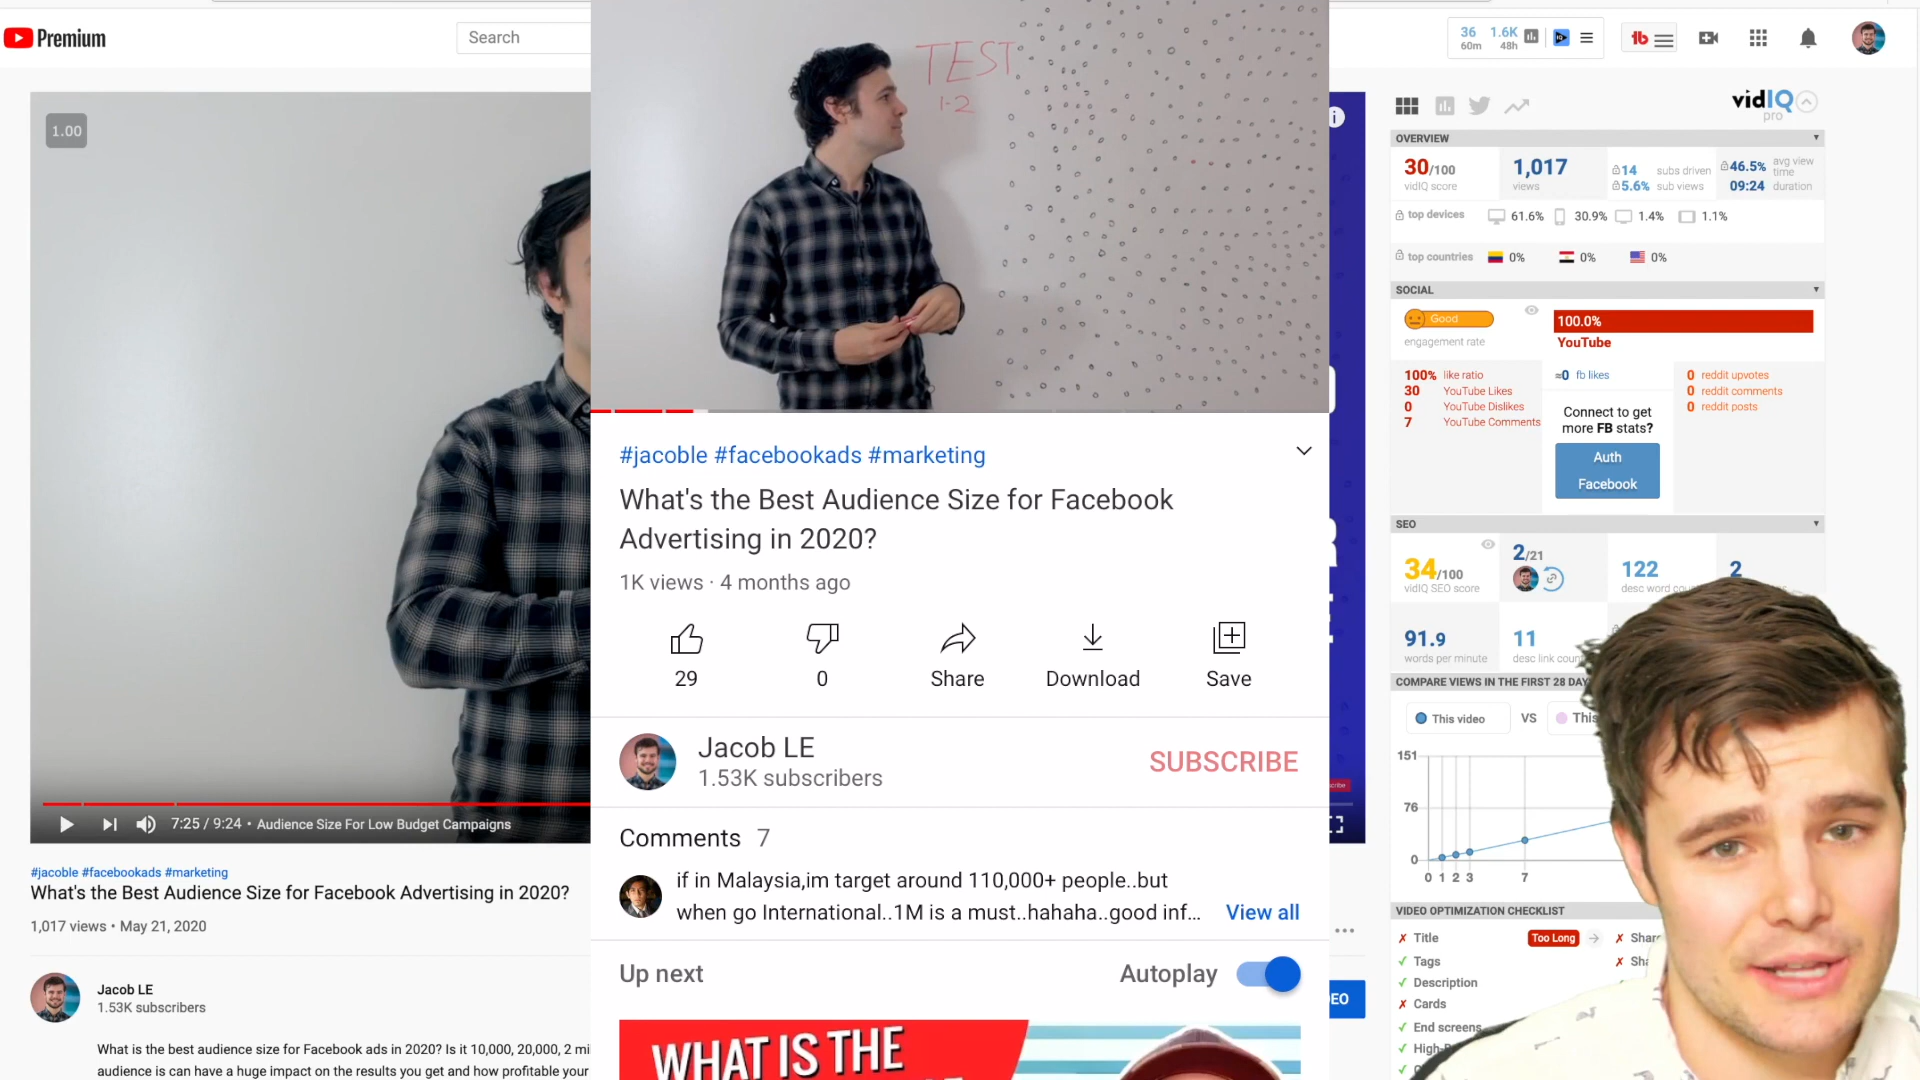 Premium
Search
36
60m
1.6K
48h
1.00
TEST
1-2
vidIQ
pro
OVERVIEW
30/100
vidIQ score
1,017
views
14 subs driven
5.6% sub views
46.5% avg view time
09:24 duration
top devices 61.6% 30.9% 1.4% 1.1%
top countries 0% 0% 0%
SOCIAL
Good
engagement rate
100.0%
YouTube
100% like ratio
30 YouTube Likes
0 YouTube Dislikes
7 YouTube Comments
≈0 fb likes
Connect to get
more FB stats?
Auth
Facebook
0 reddit upvotes
0 reddit comments
0 reddit posts
SEO
34/100
vidIQ SEO score
2/21
122
desc word
2
91.9
words per minute
11
desc link
COMPARE VIEWS IN THE FIRST 28
This video VS This
151
76
0
0 1 2 3 7
VIDEO OPTIMIZATION CHECKLIST
Title Too Long
Tags
Description
Cards
End screens
#jacoble #facebookads #marketing
What's the Best Audience Size for Facebook
Advertising in 2020?
1K views · 4 months ago
29
0
Share
Download
Save
Jacob LE
1.53K subscribers
SUBSCRIBE
Comments 7
if in Malaysia,im target around 110,000+ people..but
when go International..1M is a must..hahaha..good inf...
View all
Up next
Autoplay
WHAT IS THE
7:25 / 9:24 • Audience Size For Low Budget Campaigns
#jacoble #facebookads #marketing
What's the Best Audience Size for Facebook Advertising in 2020?
1,017 views • May 21, 2020
Jacob LE
1.53K subscribers
What is the best audience size for Facebook ads in 2020? Is it 10,000, 20,000, 2 mi
audience is can have a huge impact on the results you get and how profitable your